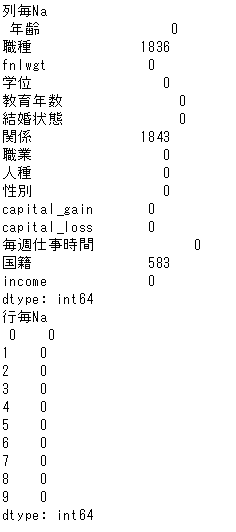 列毎Na
年齢 0
職種 1836
fnlwgt 0
学位 0
教育年数 0
結婚状態 0
関係 1843
職業 0
人種 0
性別 0
capital_gain 0
capital_loss 0
毎週仕事時間 0
国籍 583
income 0
dtype: int64
行毎Na
0 0
1 0
2 0
3 0
4 0
5 0
6 0
7 0
8 0
9 0
dtype: int64